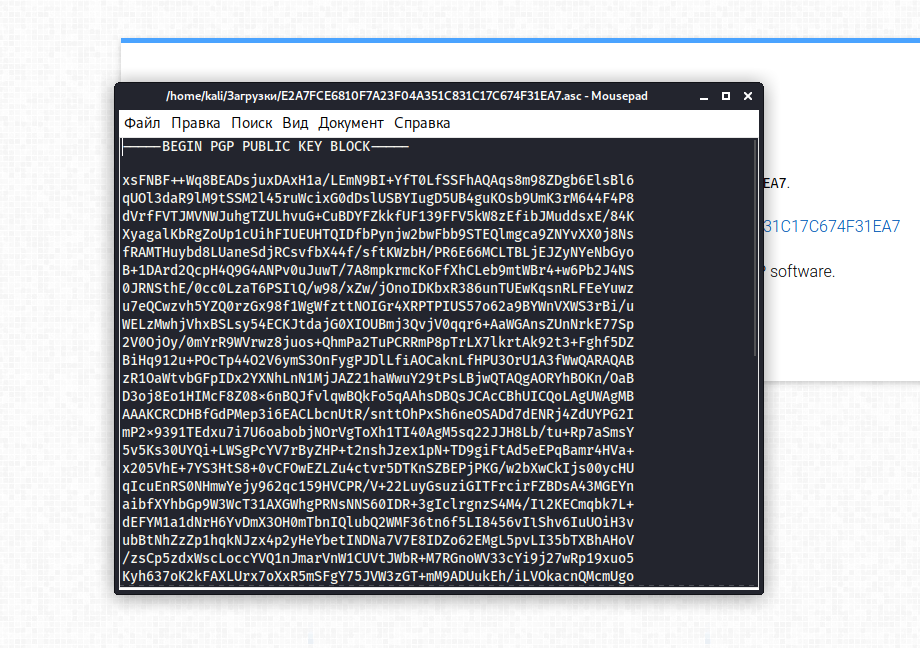 /home/kali/Загрузки/E2A7FCE6810F7A23F04A351C831C17C674F31EA7.asc - Mousepad
Файл Правка Поиск Вид Документ Справка
-----BEGIN PGP PUBLIC KEY BLOCK-----
xsFNBF++Wq8BEADsjuxDAxH1a/LEmN9BI+YfT0LfSSFhAQAqs8m98ZDgb6ElsBl6
qUOl3daR9lM9tSSM2l45ruWcixG0dDslUSBYIugD5UB4guKOsb9UmK3rM644F4P8
dVrfFVTJMVNWJuhgTZULhvuG+CuBDYFZkkfUF139FFV5kW8zEfibJMuddsxE/84K
XyagalKbRgZoUp1cUihFIUEUHTQIDfbPynjw2bwFbb9STEQlmgca9ZNYvXX0j8Ns
fRAMTHuybd8LUaneSdjRCsvfbX44f/sftKWzbH/PR6E66MCLTBLjEJZyNYeNbGyo
B+1DArd2QcpH4Q9G4ANPv0uJuwT/7A8mpkrmcKoFfXhCLeb9mtWBr4+w6Pb2J4NS
0JRNSthE/0cc0LzaT6PSItQ/w98/xZw/jOnoIDKbxR386unTUEwKqsnRLFEeYuwz
u7eQCwzvh5YZQ0rzGx98f1WgWfzttNOIGr4XRPTPIUS57o62a9BYWnVXWS3rBi/u
WELzMwhjVhxBSLsy54ECKJtdajG0XIOUBmj3QvjV0qqr6+AaWGAnsZUnNrkE77Sp
2V0OjOy/0mYrR9WVrwz8juos+QhmPa2TuPCRRmP8pTrLX7lkrtAk92t3+Fghf5DZ
BiHq912u+POcTp44O2V6ymS3OnFygPJDlLfiAOCaknLfHPU3OrU1A3fWwQARAQAB
zR1OaWtvbGFpIDx2YXNhLnN1MjJAZ21haWwuY29tPsLBjwQTAQgAORYhBOKn/OaB
D3oj8Eo1HIMcF8Z08×6nBQJfvlqwBQkFo5qAAhsDBQsJCAcCBhUICQoLAgUWAgMB
AAAKCRCDHBfGdPMep3i6EACLbcnUtR/snttOhPxSh6neOSADd7dENRj4ZdUYPG2I
mP2×9391TEdxu7i7U6oabobjNOrVgToXh1TI40AgM5sq22JJH8Lb/tu+Rp7aSmsY
5v5Ks30UYQi+LWSgPcYV7rByZHP+t2nshJzex1pN+TD9giFtAd5eEPqBamr4HVa+
x205VhE+7YS3HtS8+0vCFOwEZLZu4ctvr5DTKnSZBEPjPKG/w2bXwCkIjs00ycHU
qIcuEnRS0NHmwYejy962qc159HVCPR/V+22LuyGsuziGITFrcirFZBDsA43MGEYn
aibfXYhbGp9W3WcT31AXGWhgPRNsNNS60IDR+3gIclrgnzS4M4/Il2KECmqbk7L+
dEFYM1a1dNrH6YvDmX3OH0mTbnIQlubQ2WMF36tn6f5LI8456vIlShv6IuUOiH3v
ubBtNhZzZp1hqkNJzx4p2yHeYbetINDNa7V7E8IDZo62EMgL5pvLI35bTXBhAHoV
/zsCp5zdxWscLoccYVQ1nJmarVnW1CUVtJWbR+M7RGnoWV33cYi9j27wRp19xuo5
Kyh637oK2kFAXLUrx7oXxR5mSFgY75JVW3zGT+mM9ADUukEh/iLVOkacnQMcmUgo
EA7.
31C17C674F31EA7
software.